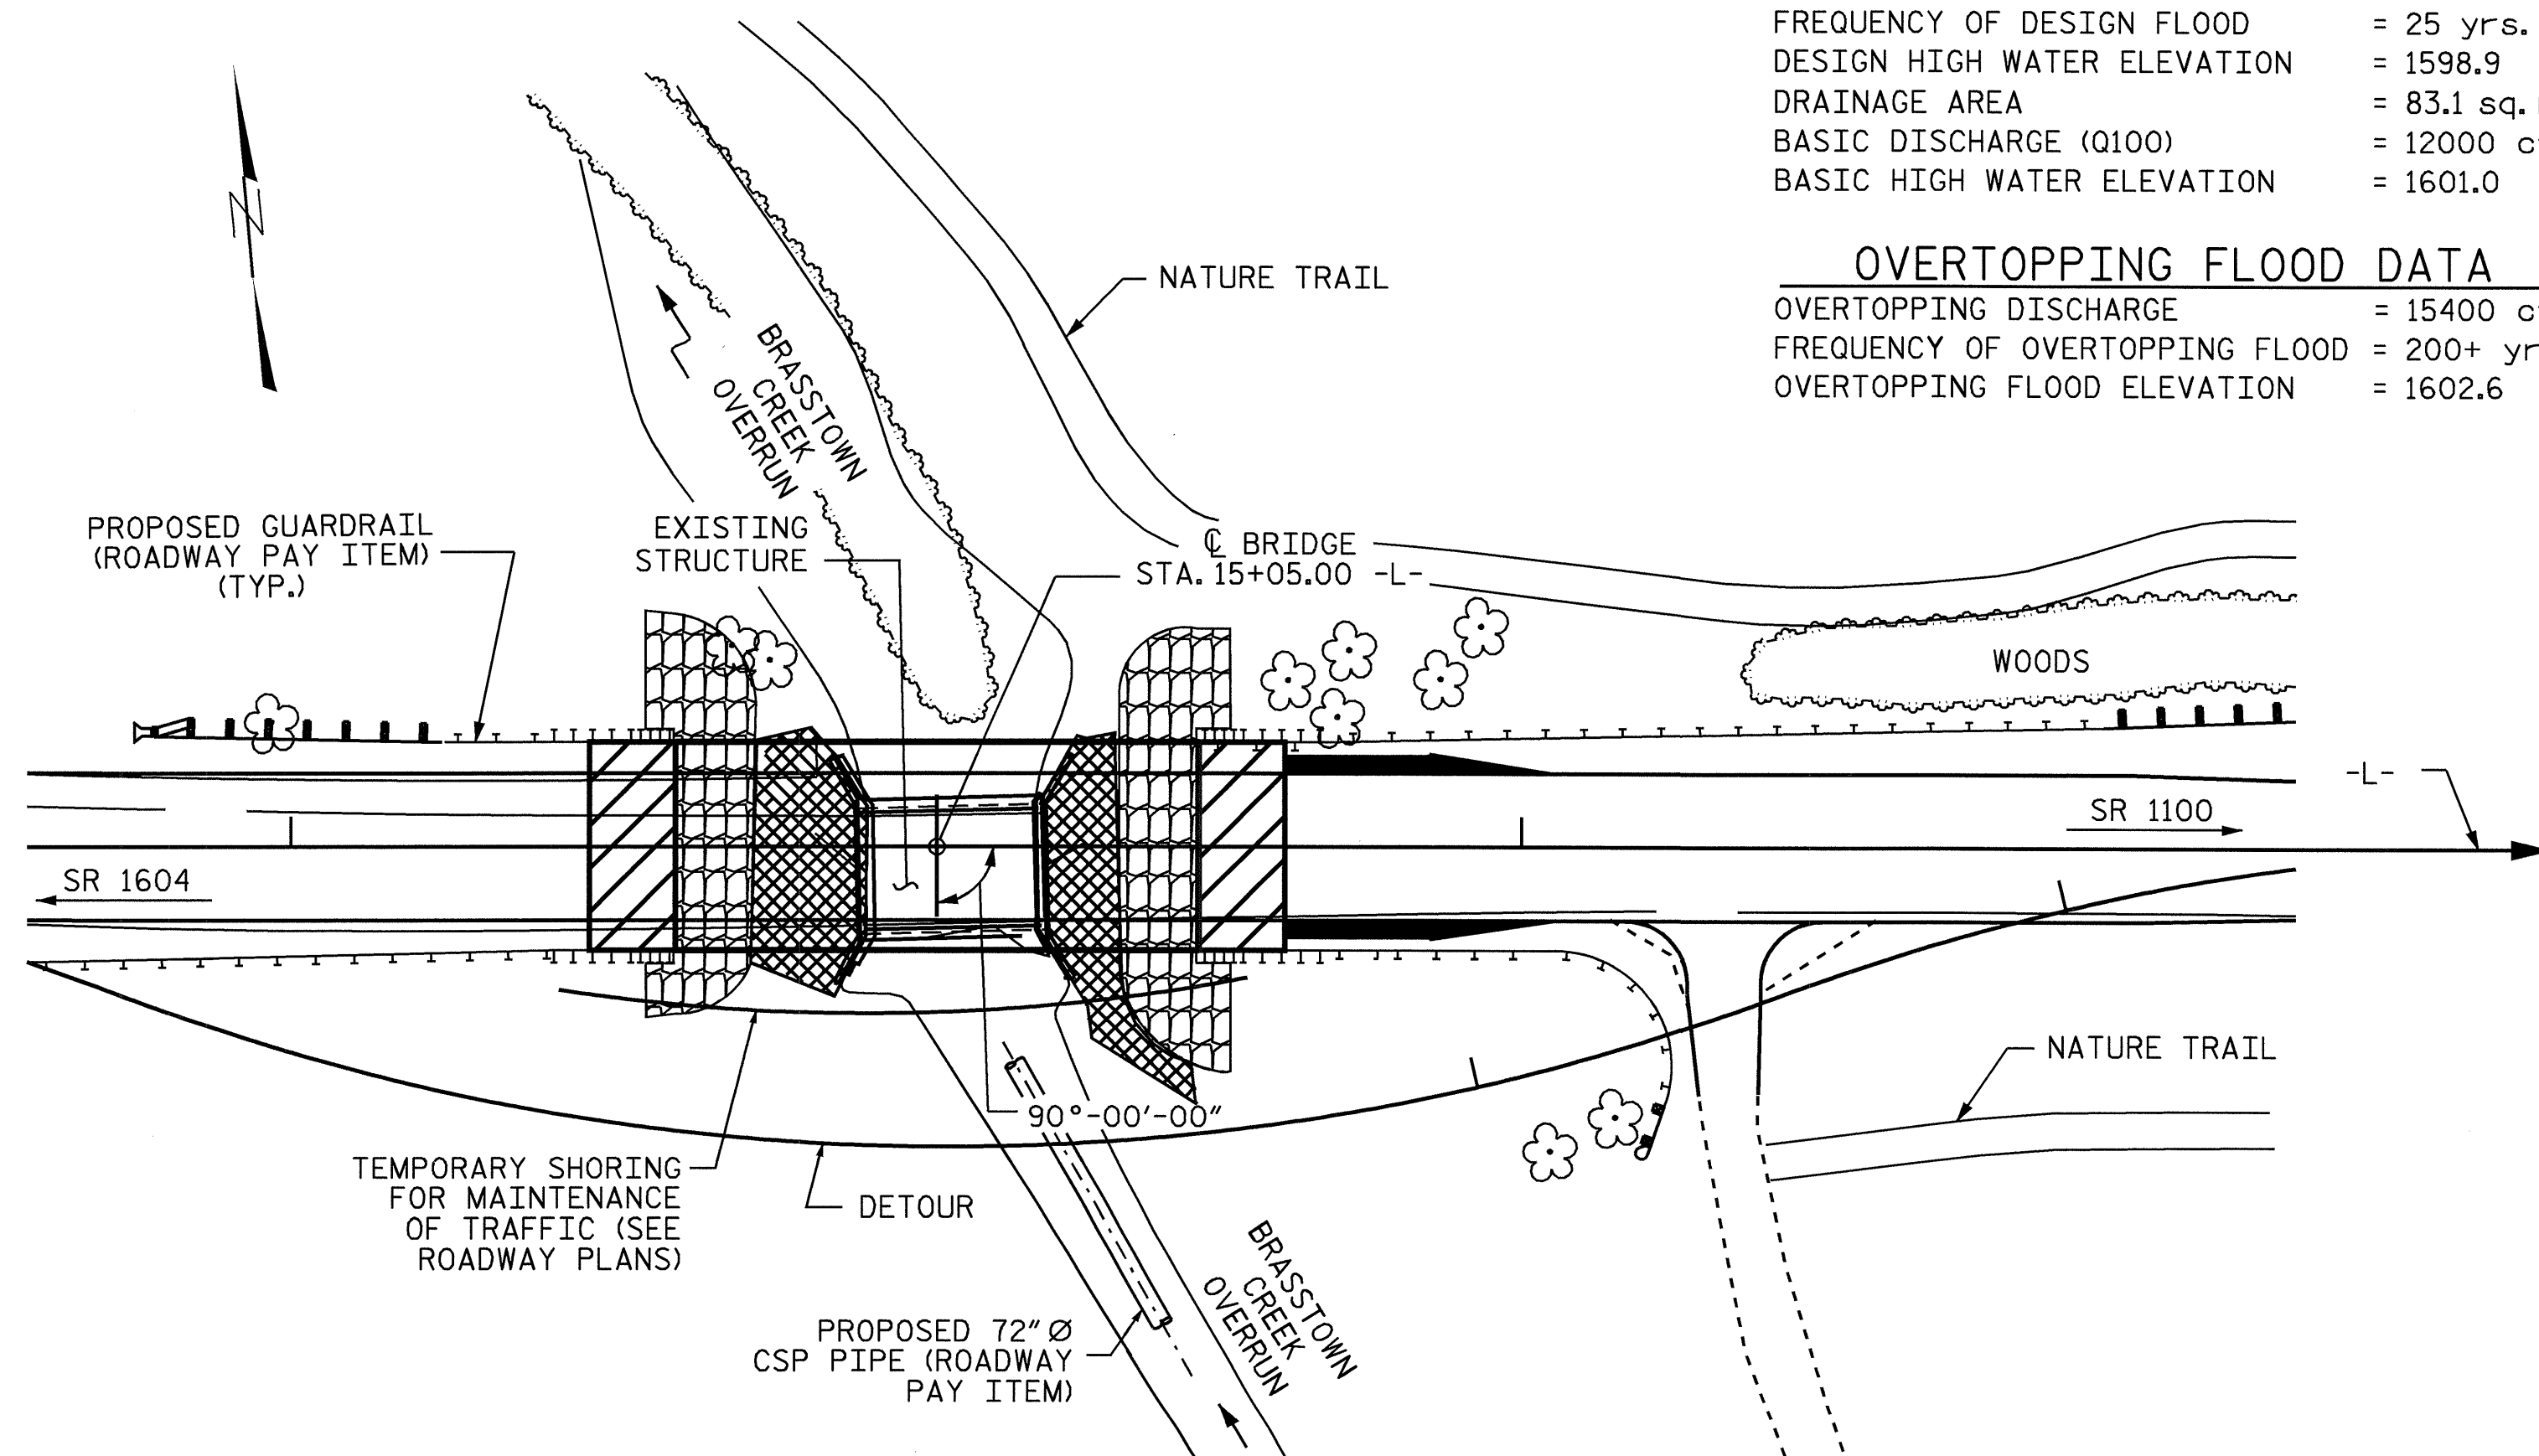 FREQUENCY OF DESIGN FLOOD = 25 yrs.
DESIGN HIGH WATER ELEVATION = 1598.9
DRAINAGE AREA = 83.1 sq.
BASIC DISCHARGE (Q100) = 12000
BASIC HIGH WATER ELEVATION = 1601.0
OVERTOPPING FLOOD DATA
OVERTOPPING DISCHARGE = 15400
FREQUENCY OF OVERTOPPING FLOOD = 200+ yr
OVERTOPPING FLOOD ELEVATION = 1602.6
N
NATURE TRAIL
BRASSTOWN
CREEK
OVERRUN
PROPOSED GUARDRAIL
(ROADWAY PAY ITEM)
(TYP.)
EXISTING
STRUCTURE
℄ BRIDGE
STA. 15+05.00 -L-
WOODS
-L-
SR 1100
SR 1604
NATURE TRAIL
90°-00'-00"
TEMPORARY SHORING
FOR MAINTENANCE
OF TRAFFIC (SEE
ROADWAY PLANS)
DETOUR
PROPOSED 72" Ø
CSP PIPE (ROADWAY
PAY ITEM)
BRASSTOWN
CREEK
OVERRUN